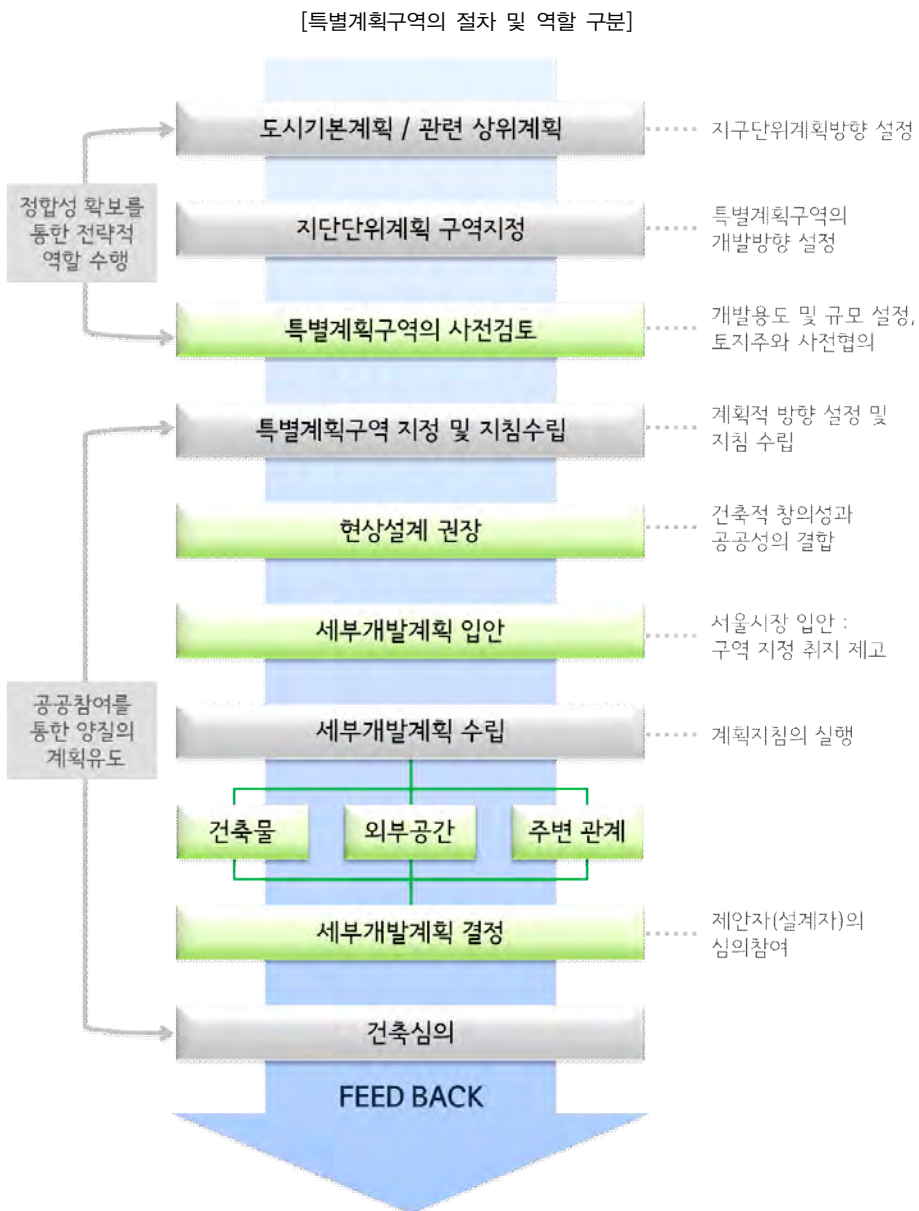 [특별계획구역의 절차 및 역할 구분]
도시기본계획 / 관련 상위계획
지구단위계획방향 설정
정합성 확보를
통한 전략적
역할 수행
지단단위계획 구역지정
특별계획구역의
개발방향 설정
특별계획구역의 사전검토
개발용도 및 규모 설정,
토지주와 사전협의
특별계획구역 지정 및 지침수립
계획적 방향 설정 및
지침 수립
현상설계 권장
건축적 창의성과
공공성의 결합
세부개발계획 입안
서울시장 입안 :
구역 지정 취지 제고
공공참여를
통한 양질의
계획유도
세부개발계획 수립
계획지침의 실행
건축물
외부공간
주변 관계
세부개발계획 결정
제안자(설계자)의
심의참여
건축심의
FEED BACK